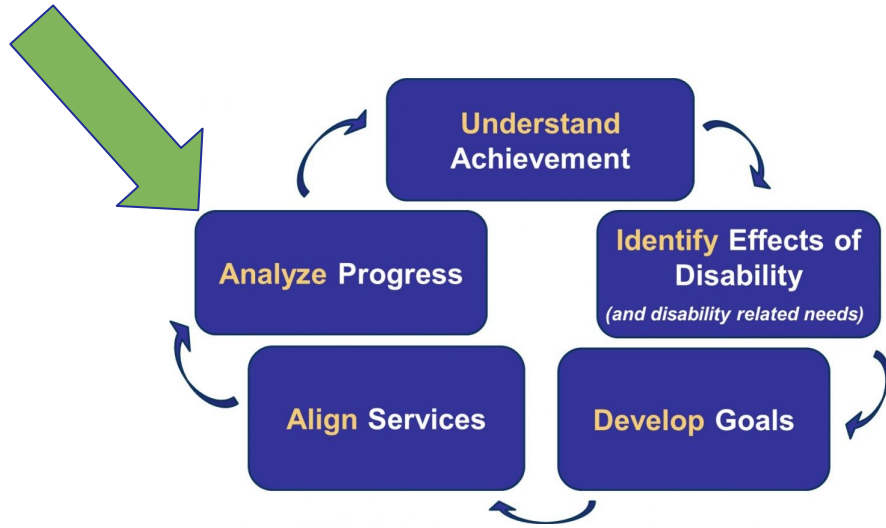 Understand
Achievement
Identify Effects of
Disability
(and disability related needs)
Develop Goals
Align Services
Analyze Progress